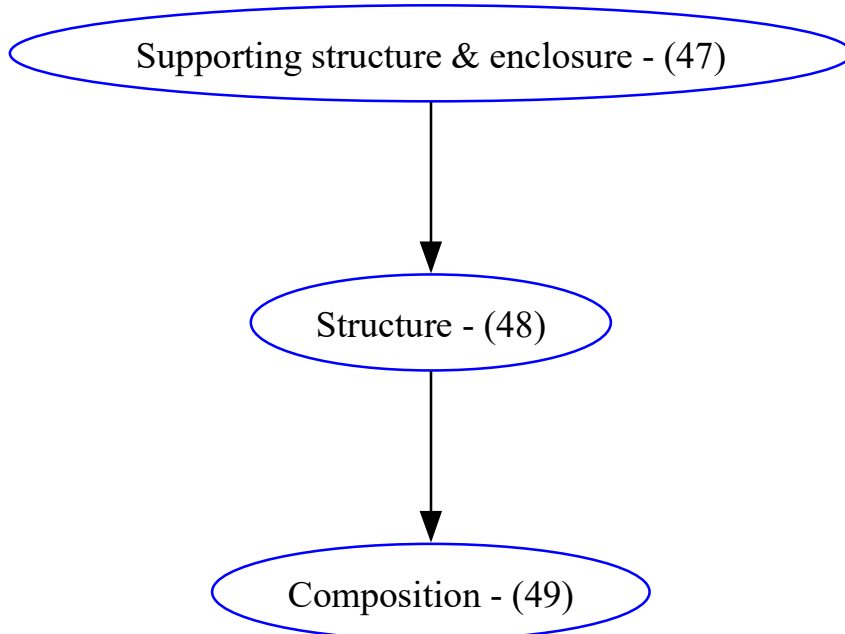 Supporting structure & enclosure - (47)
Structure - (48)
Composition - (49)